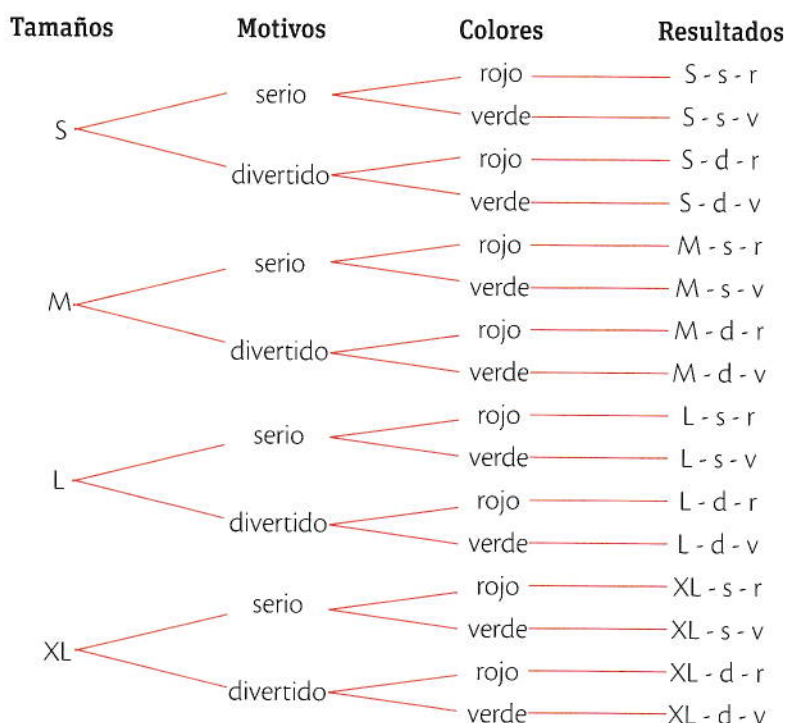 Tamaños Motivos Colores Resultados
rojo S - s - r
serio
verde S - s - v
S
rojo S - d - r
divertido
verde S - d - v
rojo M - s - r
serio
verde M - s - v
M
rojo M - d - r
divertido
verde M - d - v
rojo L - s - r
serio
verde L - s - v
L
rojo L - d - r
divertido
verde L - d - v
rojo XL - s - r
serio
verde XL - s - v
XL
rojo XL - d - r
divertido
verde XL - d - v